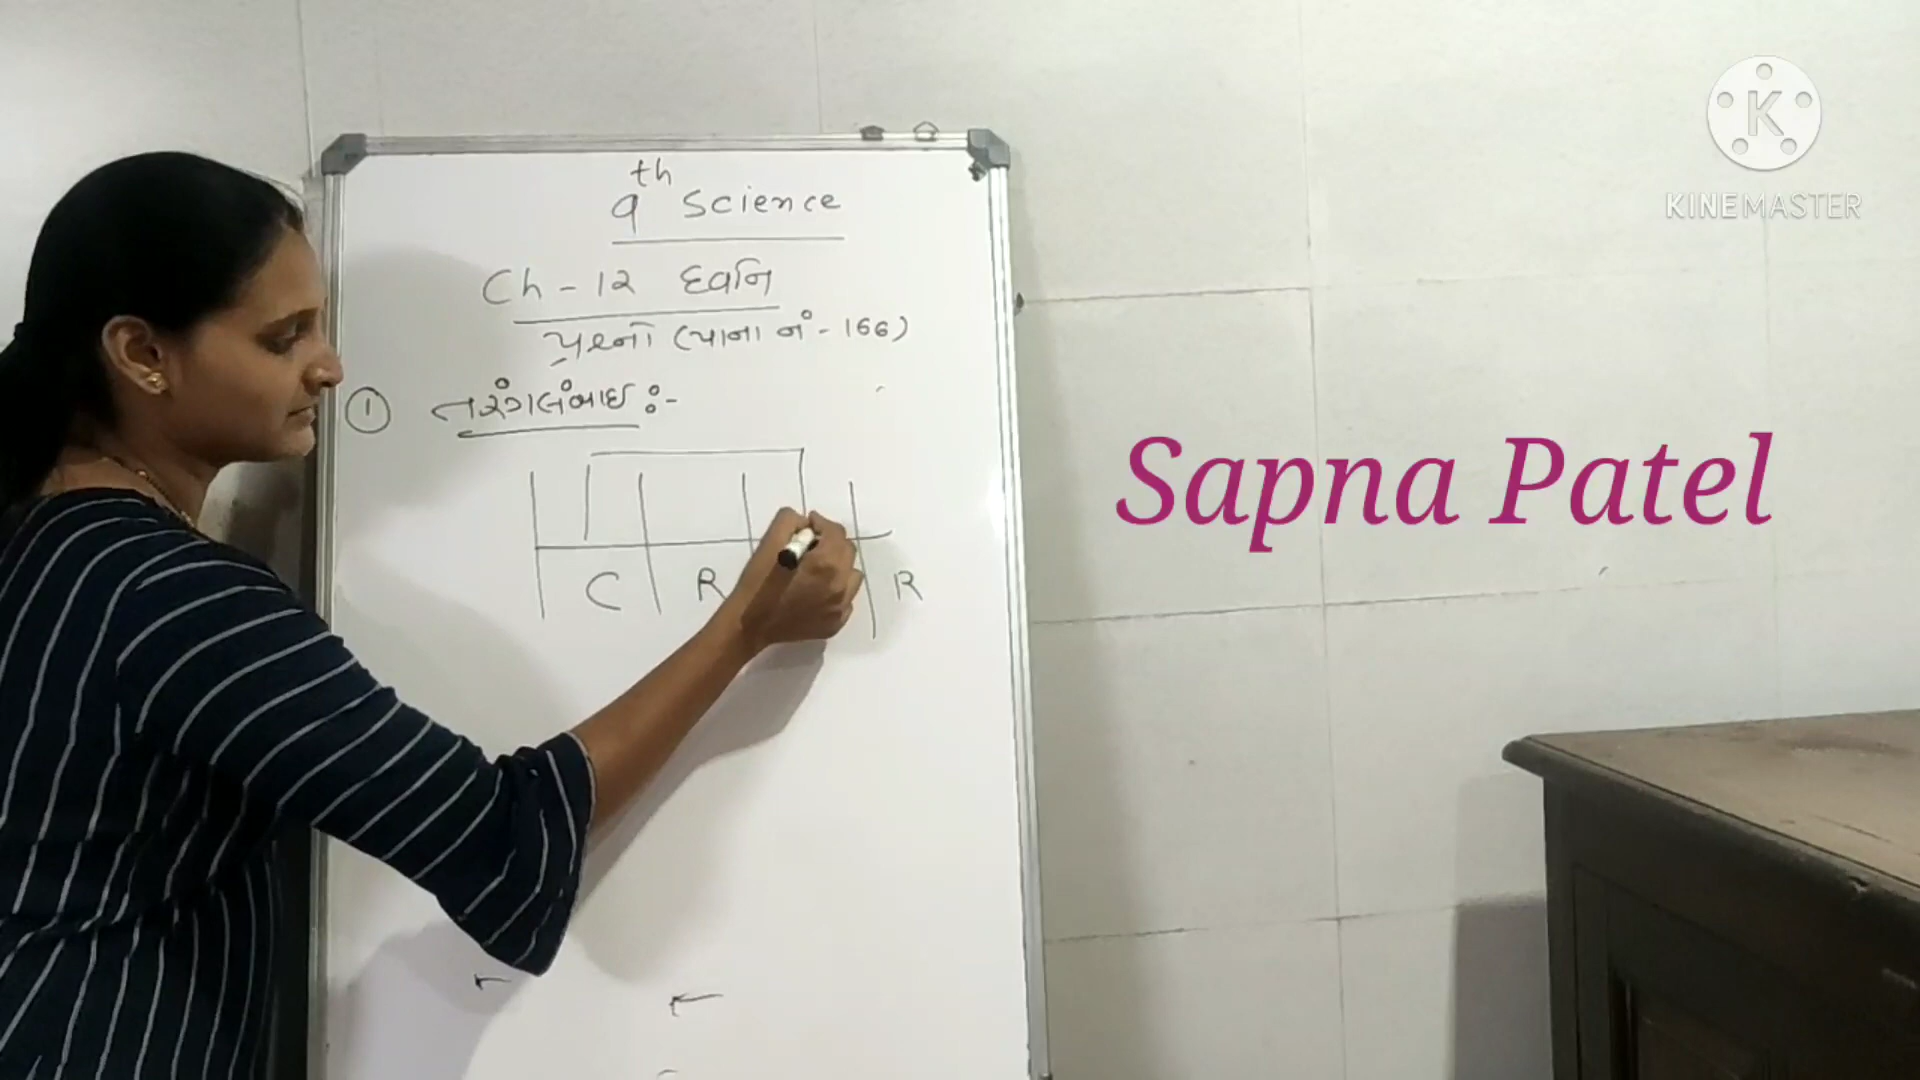 9th Science
Ch - 12 ધ્વનિ
પ્રશ્નો (પાના નં - 166)
① તરંગલંબાઈ :-
C R R
Sapna Patel
K
KINEMASTER